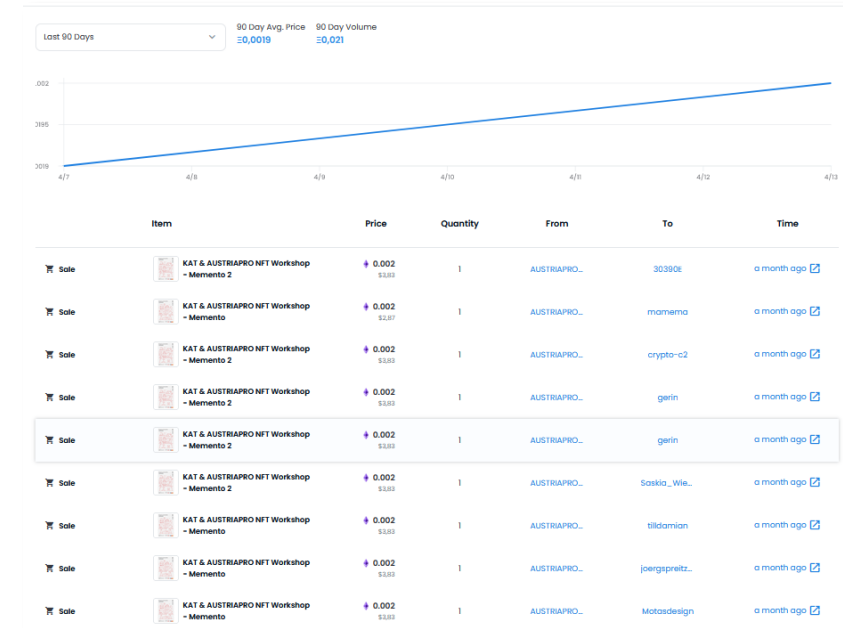 Last 90 Days
90 Day Avg. Price 90 Day Volume
Ξ0,0019 Ξ0,021
.002
0195
0019
4/7 4/8 4/9 4/10 4/11 4/12 4/13
Item Price Quantity From To Time
Sale KAT & AUSTRIAPRO NFT Workshop - Memento 2 0.002 $3,83 1 AUSTRIAPRO... 30390E a month ago
Sale KAT & AUSTRIAPRO NFT Workshop - Memento 0.002 $2,87 1 AUSTRIAPRO... mamema a month ago
Sale KAT & AUSTRIAPRO NFT Workshop - Memento 2 0.002 $3,83 1 AUSTRIAPRO... crypto-c2 a month ago
Sale KAT & AUSTRIAPRO NFT Workshop - Memento 2 0.002 $3,83 1 AUSTRIAPRO... gerin a month ago
Sale KAT & AUSTRIAPRO NFT Workshop - Memento 2 0.002 $3,83 1 AUSTRIAPRO... gerin a month ago
Sale KAT & AUSTRIAPRO NFT Workshop - Memento 2 0.002 $3,83 1 AUSTRIAPRO... Saskia_Wie... a month ago
Sale KAT & AUSTRIAPRO NFT Workshop - Memento 0.002 $3,83 1 AUSTRIAPRO... tilldamian a month ago
Sale KAT & AUSTRIAPRO NFT Workshop - Memento 0.002 $3,83 1 AUSTRIAPRO... joergspreitz... a month ago
Sale KAT & AUSTRIAPRO NFT Workshop - Memento 0.002 $3,83 1 AUSTRIAPRO... Motasdesign a month ago